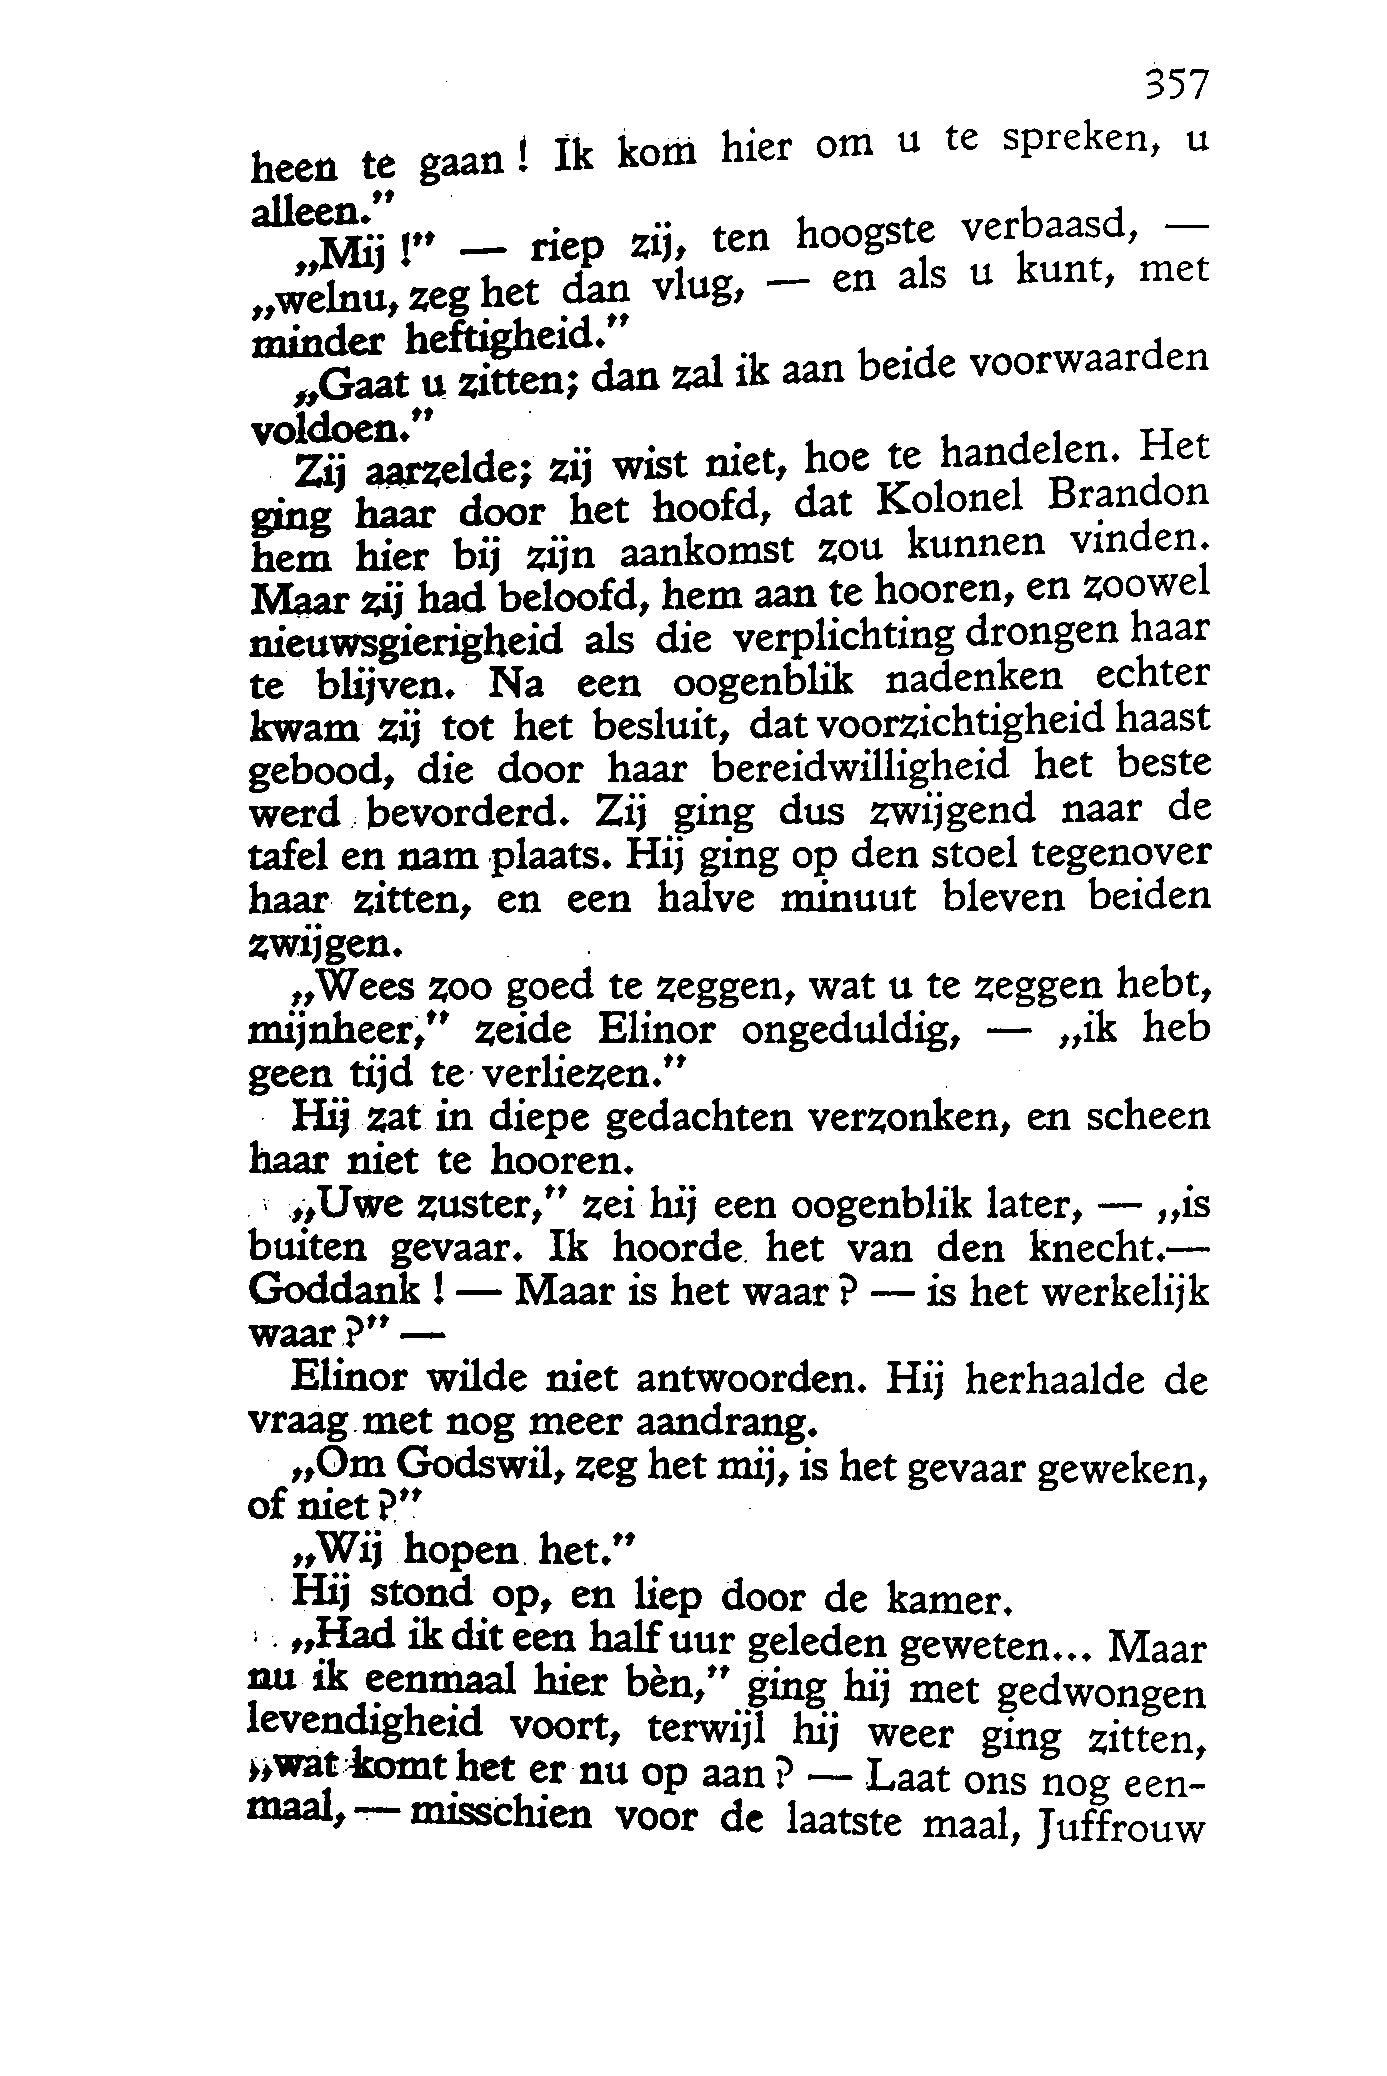 357
heen te gaan! Ik kom hier om u te spreken, u
alleen.”
„Mij!” — riep zij, ten hoogste verbaasd, —
„welnu, zeg het dan vlug, — en als u kunt, met
minder heftigheid.”
„Gaat u zitten; dan zal ik aan beide voorwaarden
voldoen.”
Zij aarzelde; zij wist niet, hoe te handelen. Het
ging haar door het hoofd, dat Kolonel Brandon
hem hier bij zijn aankomst zou kunnen vinden.
Maar zij had beloofd, hem aan te hooren, en zoowel
nieuwsgierigheid als die verplichting drongen haar
te blijven. Na een oogenblik nadenken echter
kwam zij tot het besluit, dat voorzichtigheid haast
gebood, die door haar bereidwilligheid het beste
werd bevorderd. Zij ging dus zwijgend naar de
tafel en nam plaats. Hij ging op den stoel tegenover
haar zitten, en een halve minuut bleven beiden
zwijgen.
„Wees zoo goed te zeggen, wat u te zeggen hebt,
mijnheer,” zeide Elinor ongeduldig, — „ik heb
geen tijd te verliezen.”
Hij zat in diepe gedachten verzonken, en scheen
haar niet te hooren.
„Uwe zuster,” zei hij een oogenblik later, — „is
buiten gevaar. Ik hoorde het van den knecht.—
Goddank! — Maar is het waar? — is het werkelijk
waar?” —
Elinor wilde niet antwoorden. Hij herhaalde de
vraag met nog meer aandrang.
„Om Godswil, zeg het mij, is het gevaar geweken,
of niet?”
„Wij hopen het.”
Hij stond op, en liep door de kamer.
„Had ik dit een half uur geleden geweten... Maar
nu ik eenmaal hier bèn,” ging hij met gedwongen
levendigheid voort, terwijl hij weer ging zitten,
„wat komt het er nu op aan? — Laat ons nog een-
maal, — misschien voor de laatste maal, Juffrouw